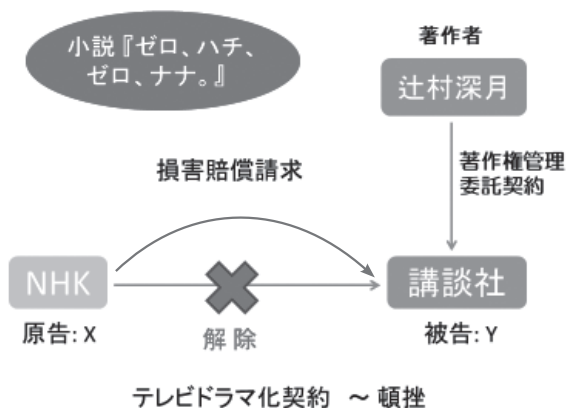 小説『ゼロ、ハチ、
ゼロ、ナナ。』
著作者
辻村深月
著作権管理
委託契約
損害賠償請求
NHK
講談社
原告: X
解 除
被告: Y
テレビドラマ化契約　～ 頓挫